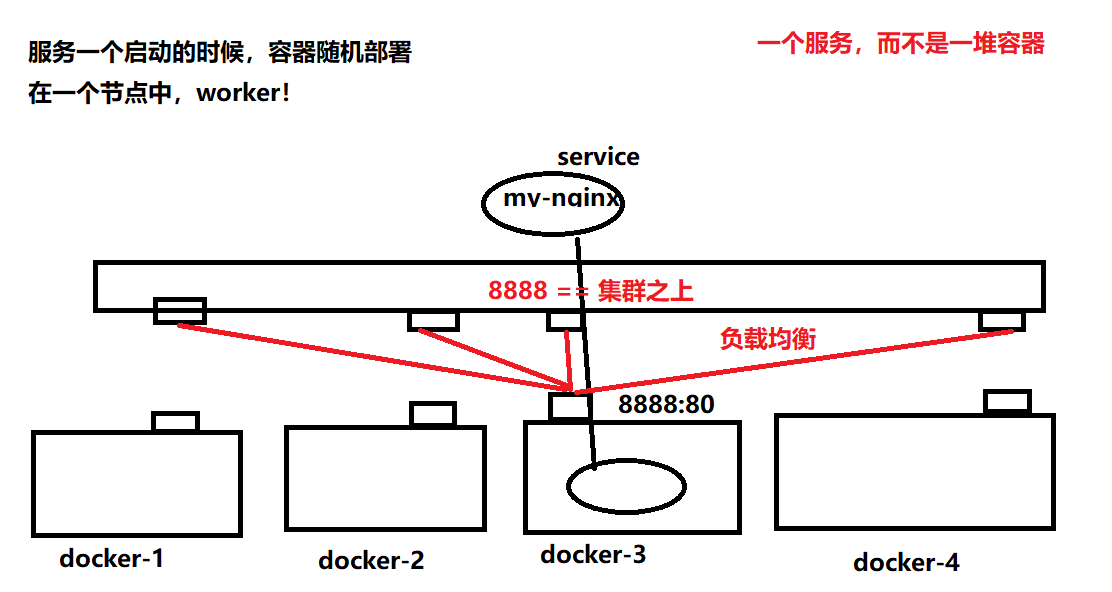 服务一个启动的时候，容器随机部署
在一个节点中，worker！
一个服务，而不是一堆容器
service
my-nginx
8888 == 集群之上
负载均衡
8888:80
docker-1
docker-2
docker-3
docker-4